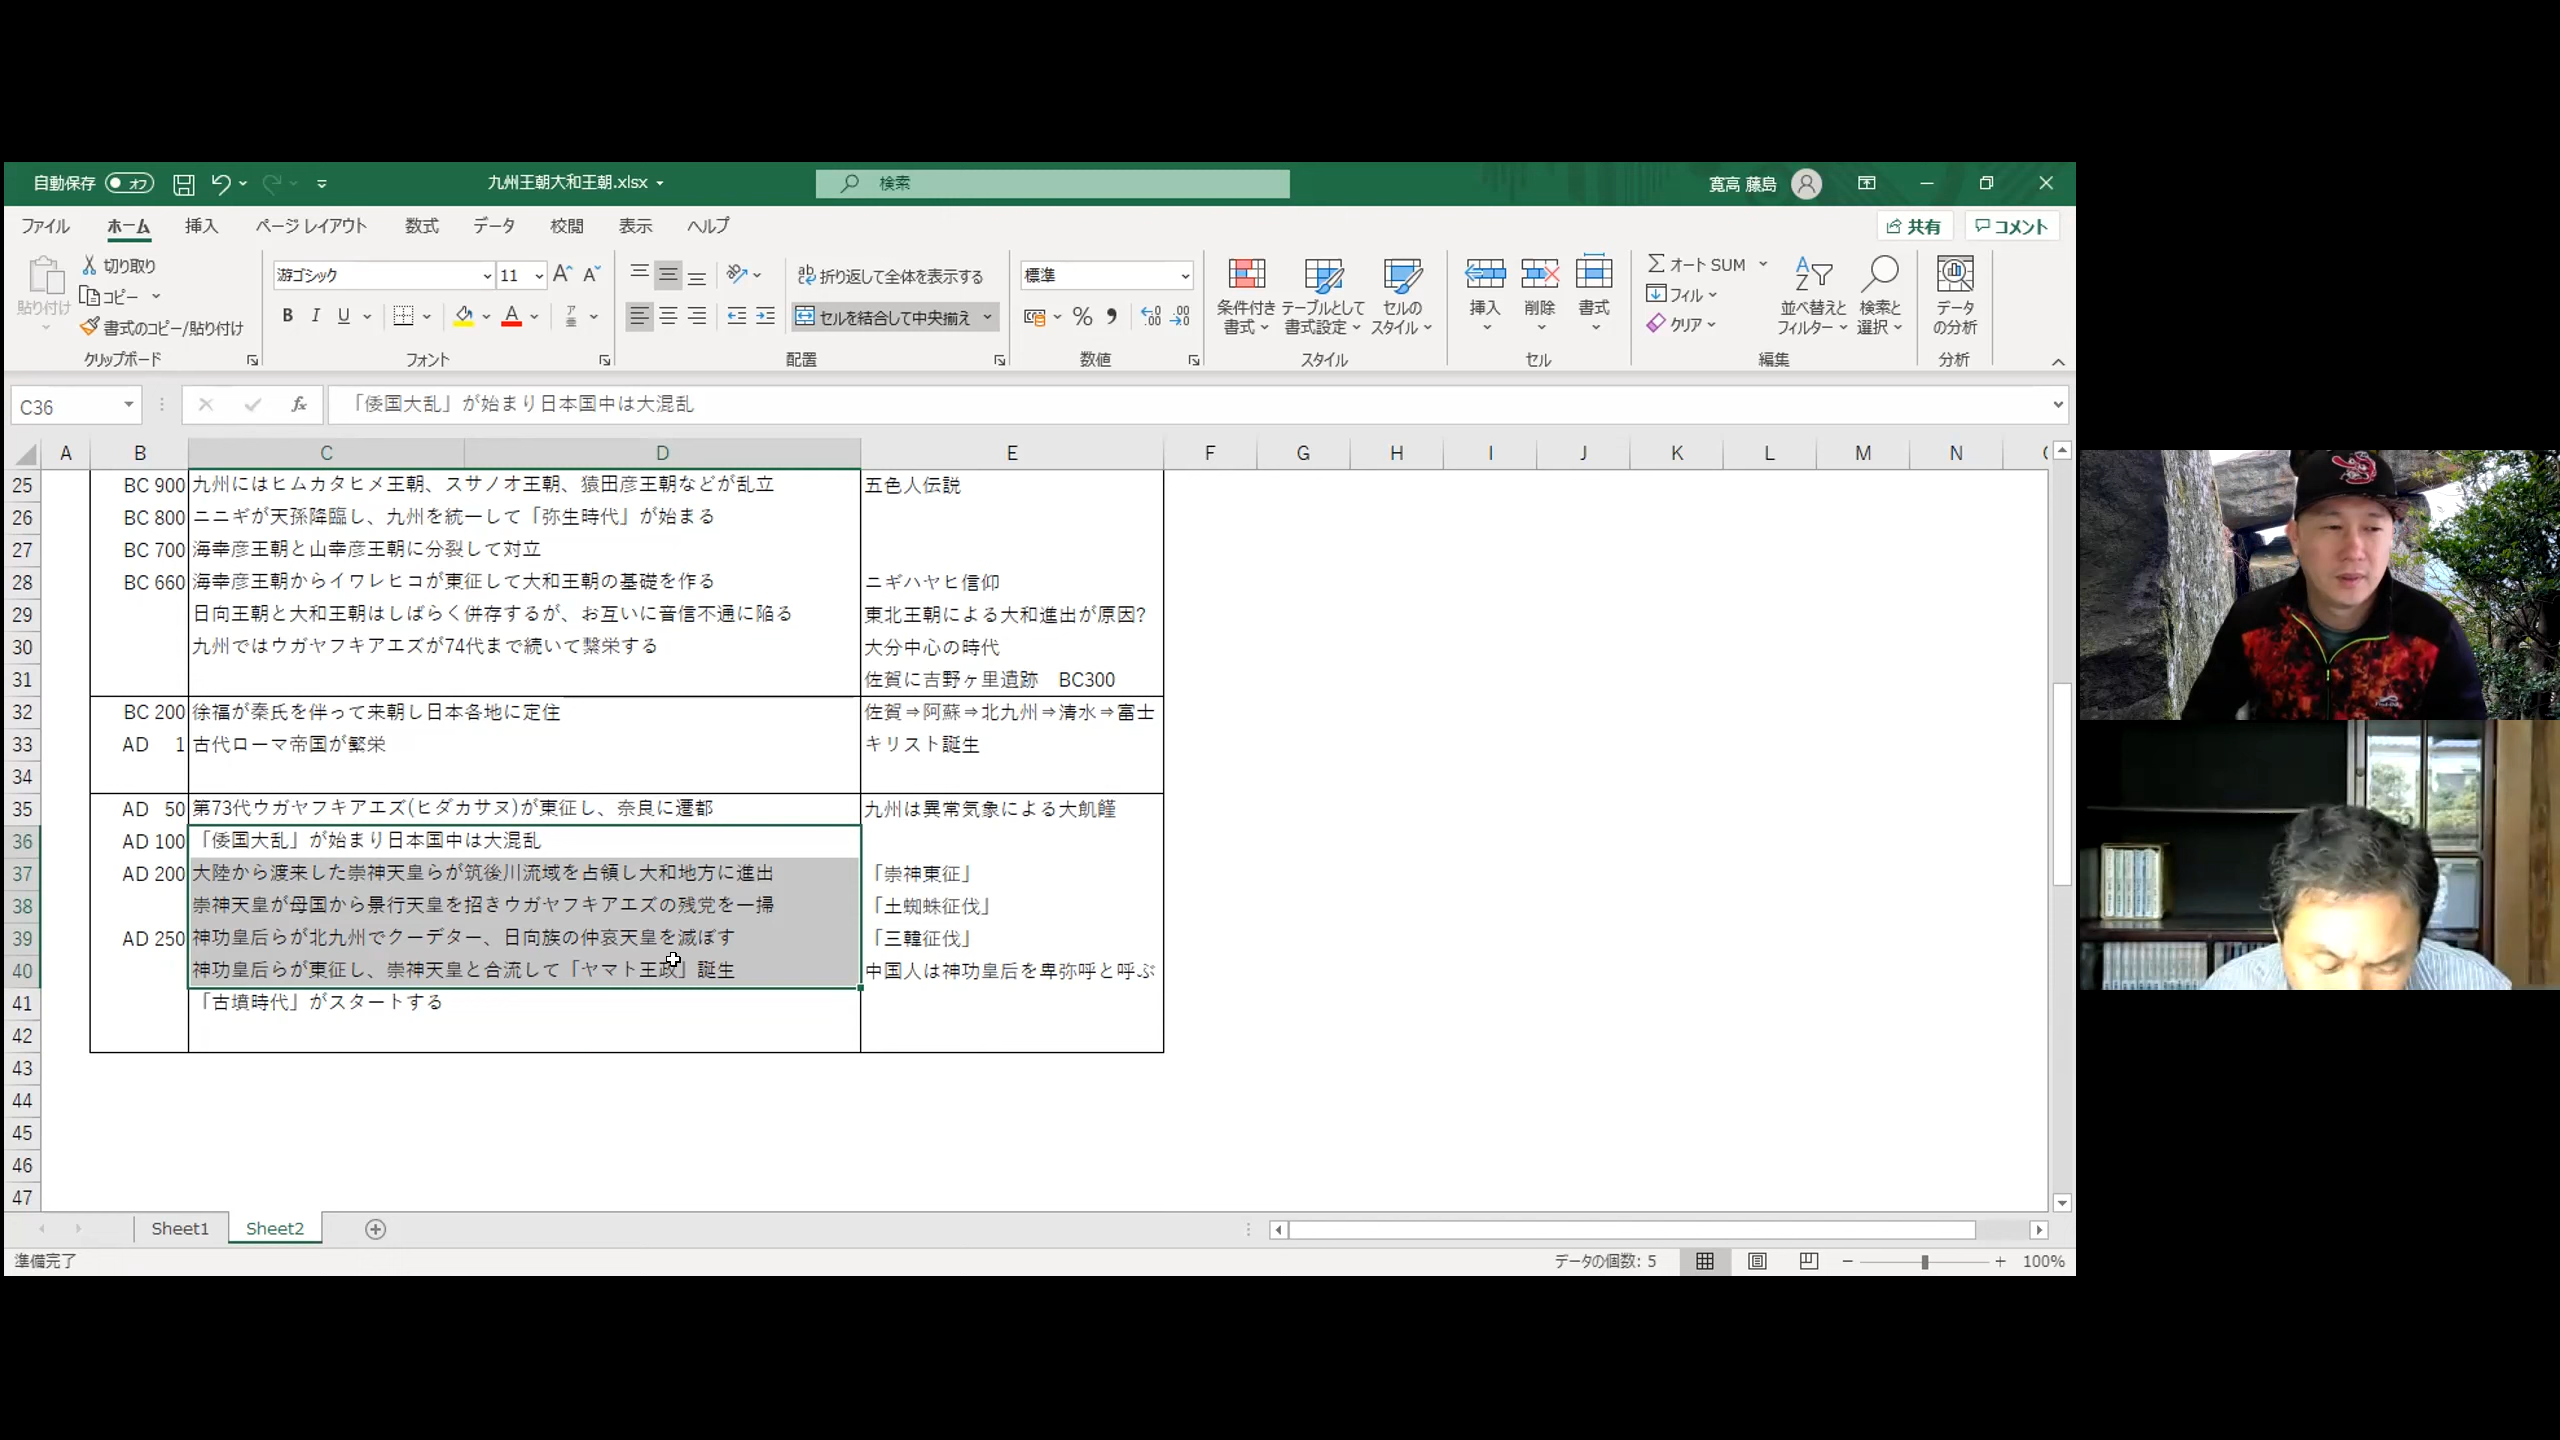 自動保存 オフ 九州王朝大和王朝.xlsx 検索 寛高 藤島
ファイル ホーム 挿入 ページ レイアウト 数式 データ 校閲 表示 ヘルプ 共有 コメント
貼り付け 切り取り コピー 書式のコピー/貼り付け クリップボード
游ゴシック 11 A A B I U A フォント
ab 折り返して全体を表示する セルを結合して中央揃え 配置
標準 % 数値
条件付き書式 テーブルとして書式設定 セルのスタイル スタイル
挿入 削除 書式 セル
Σ オート SUM フィル クリア 並べ替えとフィルター 検索と選択 編集
データの分析 分析
C36 fx 「倭国大乱」が始まり日本国中は大混乱
A B C D E F G H I J K L M N
25 BC 900 九州にはヒムカタヒメ王朝、スサノオ王朝、猿田彦王朝などが乱立 五色人伝説
26 BC 800 ニニギが天孫降臨し、九州を統一して「弥生時代」が始まる
27 BC 700 海幸彦王朝と山幸彦王朝に分裂して対立
28 BC 660 海幸彦王朝からイワレヒコが東征して大和王朝の基礎を作る ニギハヤヒ信仰
29 日向王朝と大和王朝はしばらく併存するが、お互いに音信不通に陥る 東北王朝による大和進出が原因?
30 九州ではウガヤフキアエズが74代まで続いて繫栄する 大分中心の時代
31 佐賀に吉野ヶ里遺跡 BC300
32 BC 200 徐福が秦氏を伴って来朝し日本各地に定住 佐賀⇒阿蘇⇒北九州⇒清水⇒富士
33 AD 1 古代ローマ帝国が繁栄 キリスト誕生
34
35 AD 50 第73代ウガヤフキアエズ(ヒダカサヌ)が東征し、奈良に遷都 九州は異常気象による大飢饉
36 AD 100 「倭国大乱」が始まり日本国中は大混乱
37 AD 200 大陸から渡来した崇神天皇らが筑後川流域を占領し大和地方に進出 「崇神東征」
38 崇神天皇が母国から景行天皇を招きウガヤフキアエズの残党を一掃 「土蜘蛛征伐」
39 AD 250 神功皇后らが北九州でクーデター、日向族の仲哀天皇を滅ぼす 「三韓征伐」
40 神功皇后らが東征し、崇神天皇と合流して「ヤマト王政」誕生 中国人は神功皇后を卑弥呼と呼ぶ
41 「古墳時代」がスタートする
42
43
44
45
46
47
Sheet1 Sheet2
準備完了 データの個数: 5 100%